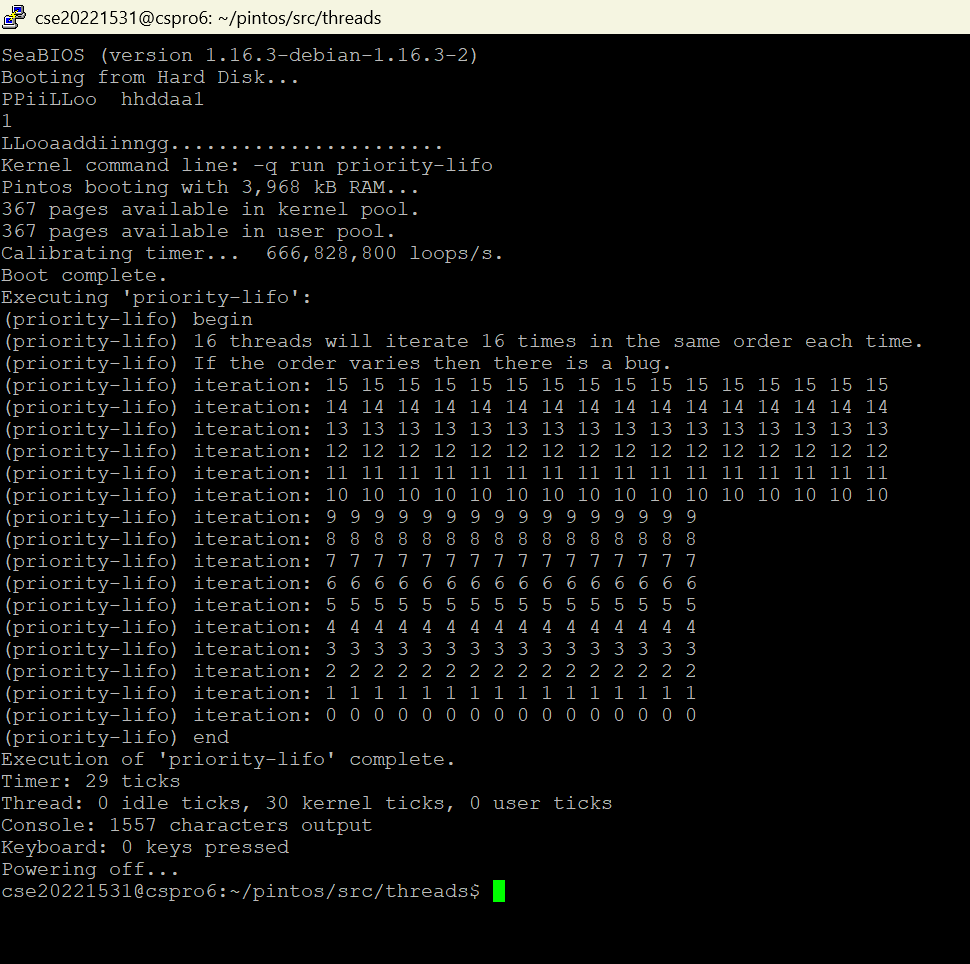 cse20221531@cspro6: ~/pintos/src/threads
SeaBIOS (version 1.16.3-debian-1.16.3-2)
Booting from Hard Disk...
PPiiLLoo  hhddaa1
1
LLooaaddiinngg.......................
Kernel command line: -q run priority-lifo
Pintos booting with 3,968 kB RAM...
367 pages available in kernel pool.
367 pages available in user pool.
Calibrating timer...  666,828,800 loops/s.
Boot complete.
Executing 'priority-lifo':
(priority-lifo) begin
(priority-lifo) 16 threads will iterate 16 times in the same order each time.
(priority-lifo) If the order varies then there is a bug.
(priority-lifo) iteration: 15 15 15 15 15 15 15 15 15 15 15 15 15 15 15 15
(priority-lifo) iteration: 14 14 14 14 14 14 14 14 14 14 14 14 14 14 14 14
(priority-lifo) iteration: 13 13 13 13 13 13 13 13 13 13 13 13 13 13 13 13
(priority-lifo) iteration: 12 12 12 12 12 12 12 12 12 12 12 12 12 12 12 12
(priority-lifo) iteration: 11 11 11 11 11 11 11 11 11 11 11 11 11 11 11 11
(priority-lifo) iteration: 10 10 10 10 10 10 10 10 10 10 10 10 10 10 10 10
(priority-lifo) iteration: 9 9 9 9 9 9 9 9 9 9 9 9 9 9 9 9
(priority-lifo) iteration: 8 8 8 8 8 8 8 8 8 8 8 8 8 8 8 8
(priority-lifo) iteration: 7 7 7 7 7 7 7 7 7 7 7 7 7 7 7 7
(priority-lifo) iteration: 6 6 6 6 6 6 6 6 6 6 6 6 6 6 6 6
(priority-lifo) iteration: 5 5 5 5 5 5 5 5 5 5 5 5 5 5 5 5
(priority-lifo) iteration: 4 4 4 4 4 4 4 4 4 4 4 4 4 4 4 4
(priority-lifo) iteration: 3 3 3 3 3 3 3 3 3 3 3 3 3 3 3 3
(priority-lifo) iteration: 2 2 2 2 2 2 2 2 2 2 2 2 2 2 2 2
(priority-lifo) iteration: 1 1 1 1 1 1 1 1 1 1 1 1 1 1 1 1
(priority-lifo) iteration: 0 0 0 0 0 0 0 0 0 0 0 0 0 0 0 0
(priority-lifo) end
Execution of 'priority-lifo' complete.
Timer: 29 ticks
Thread: 0 idle ticks, 30 kernel ticks, 0 user ticks
Console: 1557 characters output
Keyboard: 0 keys pressed
Powering off...
cse20221531@cspro6:~/pintos/src/threads$